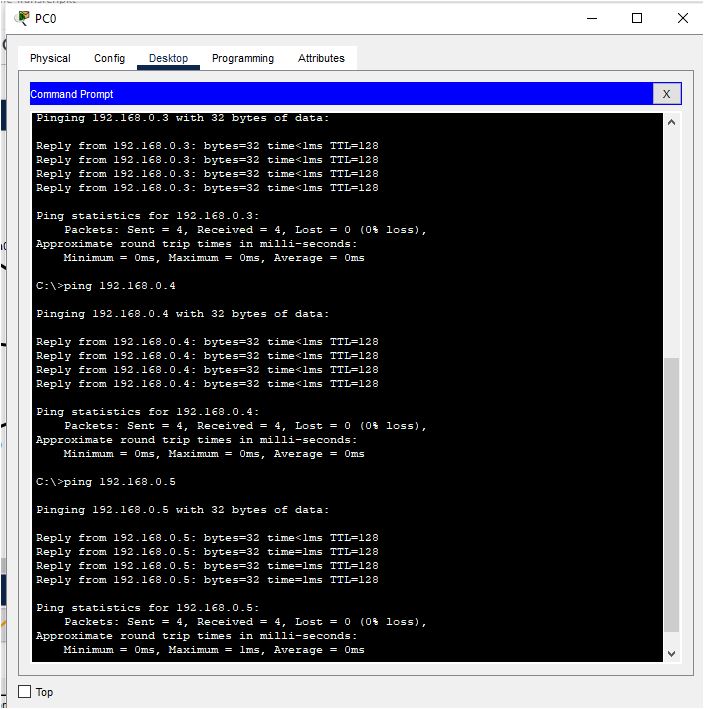 PC0
Physical Config Desktop Programming Attributes
Command Prompt X
Pinging 192.168.0.3 with 32 bytes of data:
Reply from 192.168.0.3: bytes=32 time<1ms TTL=128
Reply from 192.168.0.3: bytes=32 time<1ms TTL=128
Reply from 192.168.0.3: bytes=32 time<1ms TTL=128
Reply from 192.168.0.3: bytes=32 time<1ms TTL=128
Ping statistics for 192.168.0.3:
Packets: Sent = 4, Received = 4, Lost = 0 (0% loss),
Approximate round trip times in milli-seconds:
Minimum = 0ms, Maximum = 0ms, Average = 0ms
C:\>ping 192.168.0.4
Pinging 192.168.0.4 with 32 bytes of data:
Reply from 192.168.0.4: bytes=32 time<1ms TTL=128
Reply from 192.168.0.4: bytes=32 time<1ms TTL=128
Reply from 192.168.0.4: bytes=32 time<1ms TTL=128
Reply from 192.168.0.4: bytes=32 time<1ms TTL=128
Ping statistics for 192.168.0.4:
Packets: Sent = 4, Received = 4, Lost = 0 (0% loss),
Approximate round trip times in milli-seconds:
Minimum = 0ms, Maximum = 0ms, Average = 0ms
C:\>ping 192.168.0.5
Pinging 192.168.0.5 with 32 bytes of data:
Reply from 192.168.0.5: bytes=32 time<1ms TTL=128
Reply from 192.168.0.5: bytes=32 time=1ms TTL=128
Reply from 192.168.0.5: bytes=32 time=1ms TTL=128
Reply from 192.168.0.5: bytes=32 time=1ms TTL=128
Ping statistics for 192.168.0.5:
Packets: Sent = 4, Received = 4, Lost = 0 (0% loss),
Approximate round trip times in milli-seconds:
Minimum = 0ms, Maximum = 1ms, Average = 0ms
Top